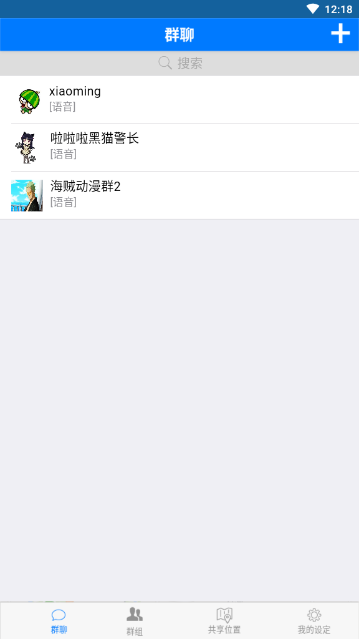 12:18
群聊
搜索
xiaoming
[语音]
啦啦啦黑猫警长
[语音]
海贼动漫群2
[语音]
群聊
群组
共享位置
我的设定